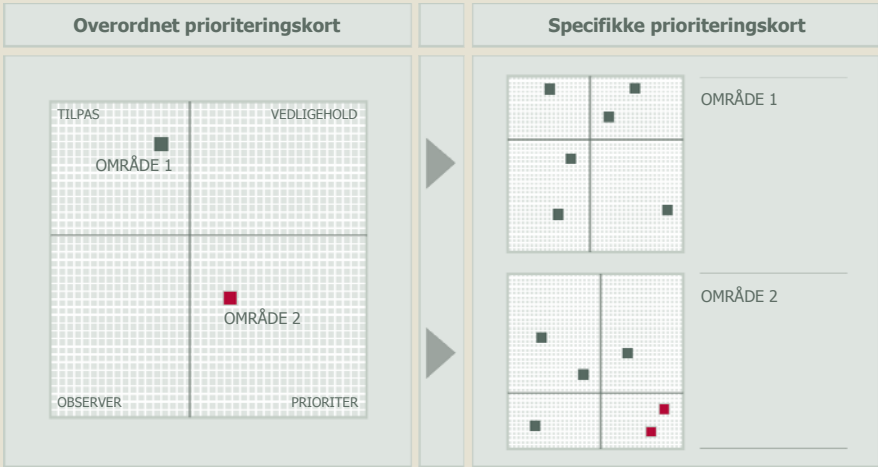 Overordnet prioriteringskort
Specifikke prioriteringskort
TILPAS
VEDLIGEHOLD
OMRÅDE 1
OMRÅDE 2
OBSERVER
PRIORITER
OMRÅDE 1
OMRÅDE 2